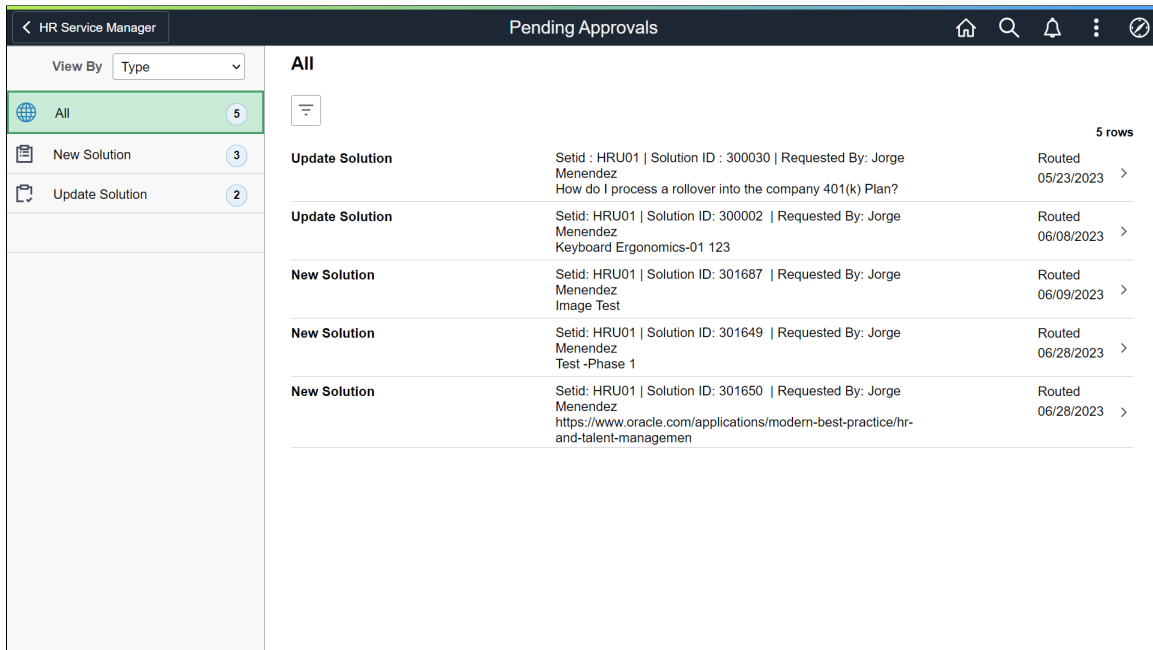 HR Service Manager
Pending Approvals
View By
Type
All
5
New Solution
3
Update Solution
2
All
5 rows
Update Solution
Setid : HRU01 | Solution ID : 300030 | Requested By: Jorge
Menendez
How do I process a rollover into the company 401(k) Plan?
Routed
05/23/2023
Update Solution
Setid: HRU01 | Solution ID: 300002 | Requested By: Jorge
Menendez
Keyboard Ergonomics-01 123
Routed
06/08/2023
New Solution
Setid: HRU01 | Solution ID: 301687 | Requested By: Jorge
Menendez
Image Test
Routed
06/09/2023
New Solution
Setid: HRU01 | Solution ID: 301649 | Requested By: Jorge
Menendez
Test -Phase 1
Routed
06/28/2023
New Solution
Setid: HRU01 | Solution ID: 301650 | Requested By: Jorge
Menendez
https://www.oracle.com/applications/modern-best-practice/hr-
and-talent-managemen
Routed
06/28/2023